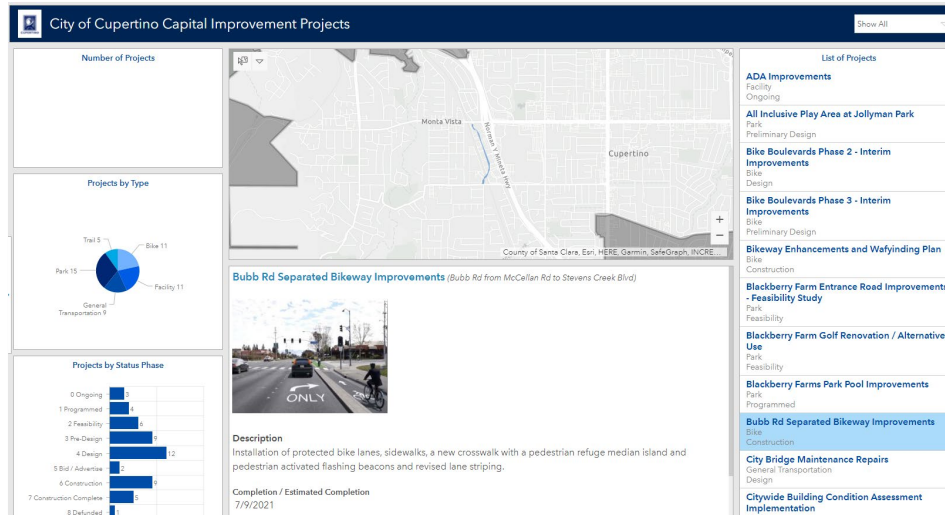 City of Cupertino Capital Improvement Projects
Show All
Number of Projects
Projects by Type
Trail 5
Bike 11
Park 15
Facility 11
General
Transportation 9
Projects by Status Phase
0 Ongoing 3
1 Programmed 4
2 Feasibility 6
3 Pre-Design 9
4 Design 12
5 Bid / Advertise 2
6 Construction 9
7 Construction Complete 5
8 Defunded 1
Monta Vista
Norman Y Mineta Hwy
Cupertino
+
−
County of Santa Clara, Esri, HERE, Garmin, SafeGraph, INCRE...
Bubb Rd Separated Bikeway Improvements (Bubb Rd from McCellan Rd to Stevens Creek Blvd)
ONLY
Description
Installation of protected bike lanes, sidewalks, a new crosswalk with a pedestrian refuge median island and
pedestrian activated flashing beacons and revised lane striping.
Completion / Estimated Completion
7/9/2021
List of Projects
ADA Improvements
Facility
Ongoing
All Inclusive Play Area at Jollyman Park
Park
Preliminary Design
Bike Boulevards Phase 2 - Interim
Improvements
Bike
Design
Bike Boulevards Phase 3 - Interim
Improvements
Bike
Preliminary Design
Bikeway Enhancements and Wafyinding Plan
Bike
Construction
Blackberry Farm Entrance Road Improvements
- Feasibility Study
Park
Feasibility
Blackberry Farm Golf Renovation / Alternative
Use
Park
Feasibility
Blackberry Farms Park Pool Improvements
Park
Programmed
Bubb Rd Separated Bikeway Improvements
Bike
Construction
City Bridge Maintenance Repairs
General Transportation
Design
Citywide Building Condition Assessment
Implementation